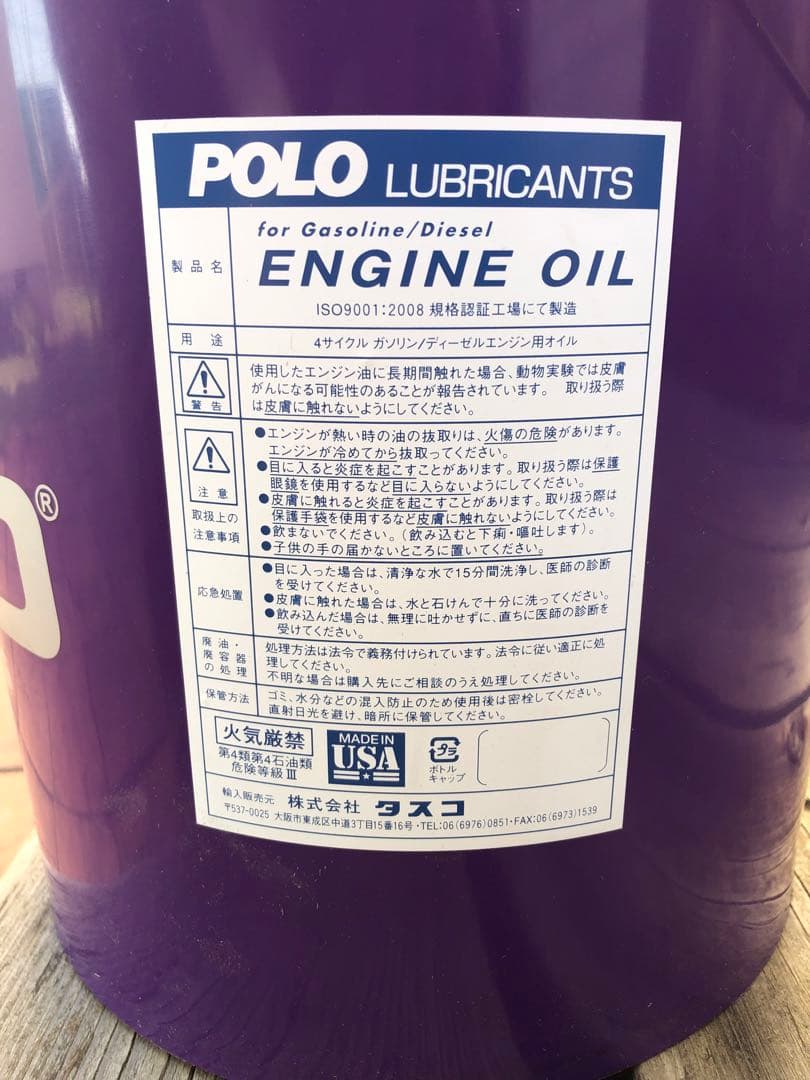 POLO LUBRICANTS
製品名
for Gasoline/Diesel
ENGINE OIL
ISO9001:2008 規格認証工場にて製造
用途 4サイクル ガソリン/ディーゼルエンジン用オイル
警告
使用したエンジン油に長期間触れた場合、動物実験では皮膚
がんになる可能性のあることが報告されています。 取り扱う際
は皮膚に触れないようにしてください。
注意
取扱上の
注意事項
●エンジンが熱い時の油の抜取りは、火傷の危険があります。
エンジンが冷めてから抜取ってください。
●目に入ると炎症を起こすことがあります。取り扱う際は保護
眼鏡を使用するなど目に入らないようにしてください。
●皮膚に触れると炎症を起こすことがあります。取り扱う際は
保護手袋を使用するなど皮膚に触れないようにしてください。
●飲まないでください。(飲み込むと下痢・嘔吐します)。
●子供の手の届かないところに置いてください。
応急処置
●目に入った場合は、清浄な水で15分間洗浄し、医師の診断
を受けてください。
●皮膚に触れた場合は、水と石けんで十分に洗ってください。
●飲み込んだ場合は、無理に吐かせずに、直ちに医師の診断を
受けてください。
廃油・
廃容器
の処理
処理方法は法令で義務付けられています。法令に従い適正に処
理してください。
不明な場合は購入先にご相談のうえ処理してください。
保管方法
ゴミ、水分などの混入防止のため使用後は密栓してください。
直射日光を避け、暗所に保管してください。
火気厳禁
第4類第4石油類
危険等級Ⅲ
MADE IN
USA
プラ
ボトル
キャップ
輸入販売元 株式会社 タスコ
〒537-0025 大阪市東成区中道3丁目15番16号・TEL:06(6976)0851・FAX:06(6973)1539
®